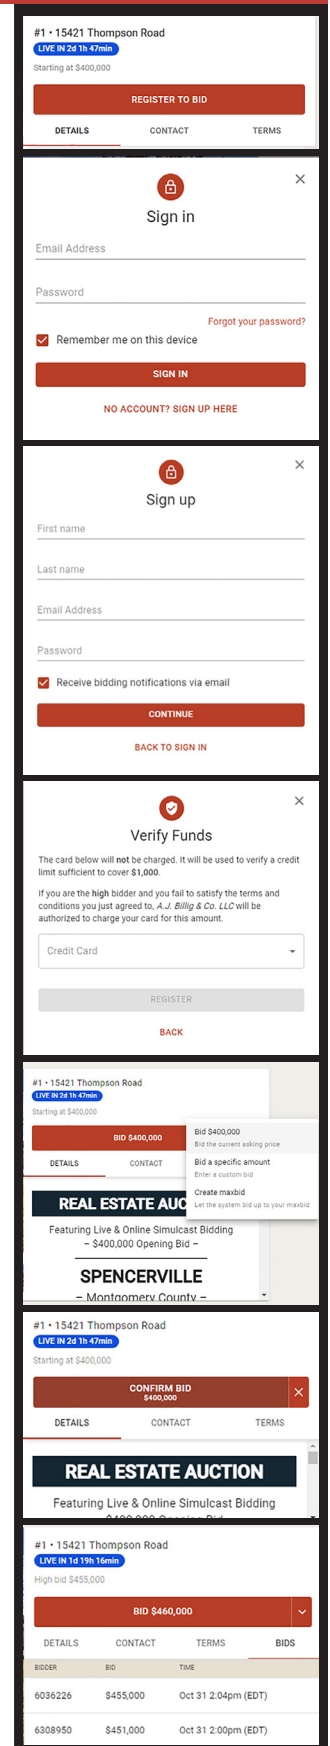 #1 • 15421 Thompson Road
LIVE IN 2d 1h 47min
Starting at $400,000
REGISTER TO BID
DETAILS CONTACT TERMS
Sign in
Email Address
Password
Forgot your password?
Remember me on this device
SIGN IN
NO ACCOUNT? SIGN UP HERE
Sign up
First name
Last name
Email Address
Password
Receive bidding notifications via email
CONTINUE
BACK TO SIGN IN
Verify Funds
The card below will not be charged. It will be used to verify a credit
limit sufficient to cover $1,000.
If you are the high bidder and you fail to satisfy the terms and
conditions you just agreed to, A.J. Billig & Co. LLC will be
authorized to charge your card for this amount.
Credit Card
REGISTER
BACK
#1 • 15421 Thompson Road
LIVE IN 2d 1h 47min
Starting at $400,000
BID $400,000
DETAILS CONTACT
Bid $400,000
Bid the current asking price
Bid a specific amount
Enter a custom bid
Create maxbid
Let the system bid up to your maxbid
REAL ESTATE AUC
Featuring Live & Online Simulcast Bidding
– $400,000 Opening Bid –
SPENCERVILLE
– Montgomery County –
#1 • 15421 Thompson Road
LIVE IN 2d 1h 47min
Starting at $400,000
CONFIRM BID
$400,000
DETAILS CONTACT TERMS
REAL ESTATE AUCTION
Featuring Live & Online Simulcast Bidding
$400,000 Opening Bid
#1 • 15421 Thompson Road
LIVE IN 1d 19h 16min
High bid $455,000
BID $460,000
DETAILS CONTACT TERMS BIDS
BIDDER BID TIME
6036226 $455,000 Oct 31 2:04pm (EDT)
6308950 $451,000 Oct 31 2:00pm (EDT)